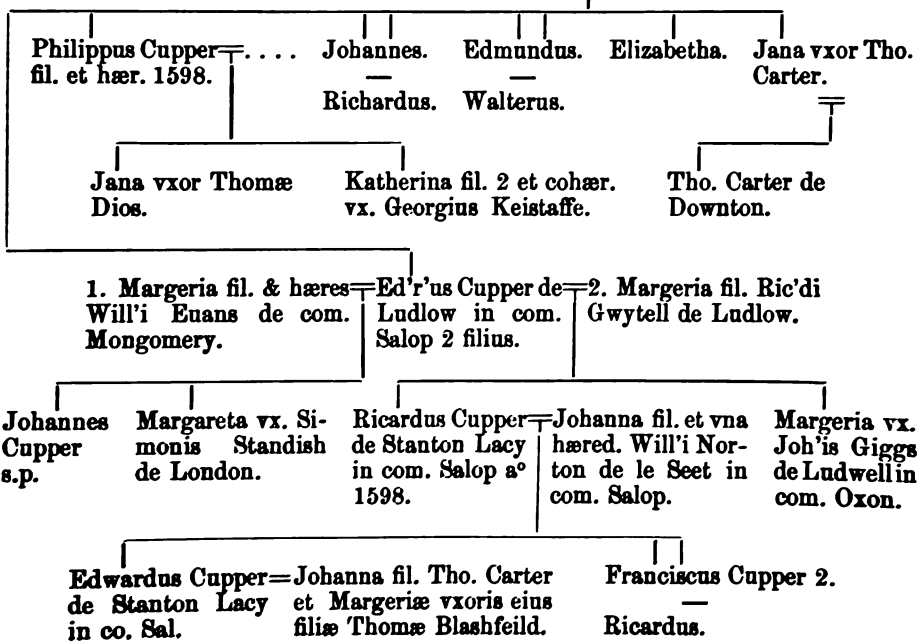 Philippus Cupper=.... Johannes. Edmundus. Elizabetha. Jana vxor Tho.
fil. et hær. 1598. — — Carter.
Richardus. Walterus.
Jana vxor Thomæ Katherina fil. 2 et cohær. Tho. Carter de
Dios. vx. Georgius Keistaffe. Downton.
1. Margeria fil. & hæres=Ed'r'us Cupper de=2. Margeria fil. Ric'di
Will'i Euans de com. Ludlow in com. Gwytell de Ludlow.
Mongomery. Salop 2 filius.
Johannes Margareta vx. Si- Ricardus Cupper=Johanna fil. et vna Margeria vx.
Cupper monis Standish de Stanton Lacy hæred. Will'i Nor- Joh'is Giggs
s.p. de London. in com. Salop aº ton de le Seet in de Ludwell in
1598. com. Salop. com. Oxon.
Edwardus Cupper=Johanna fil. Tho. Carter Franciscus Cupper 2.
de Stanton Lacy et Margeriæ vxoris eius —
in co. Sal. filiæ Thomæ Blashfeild. Ricardus.